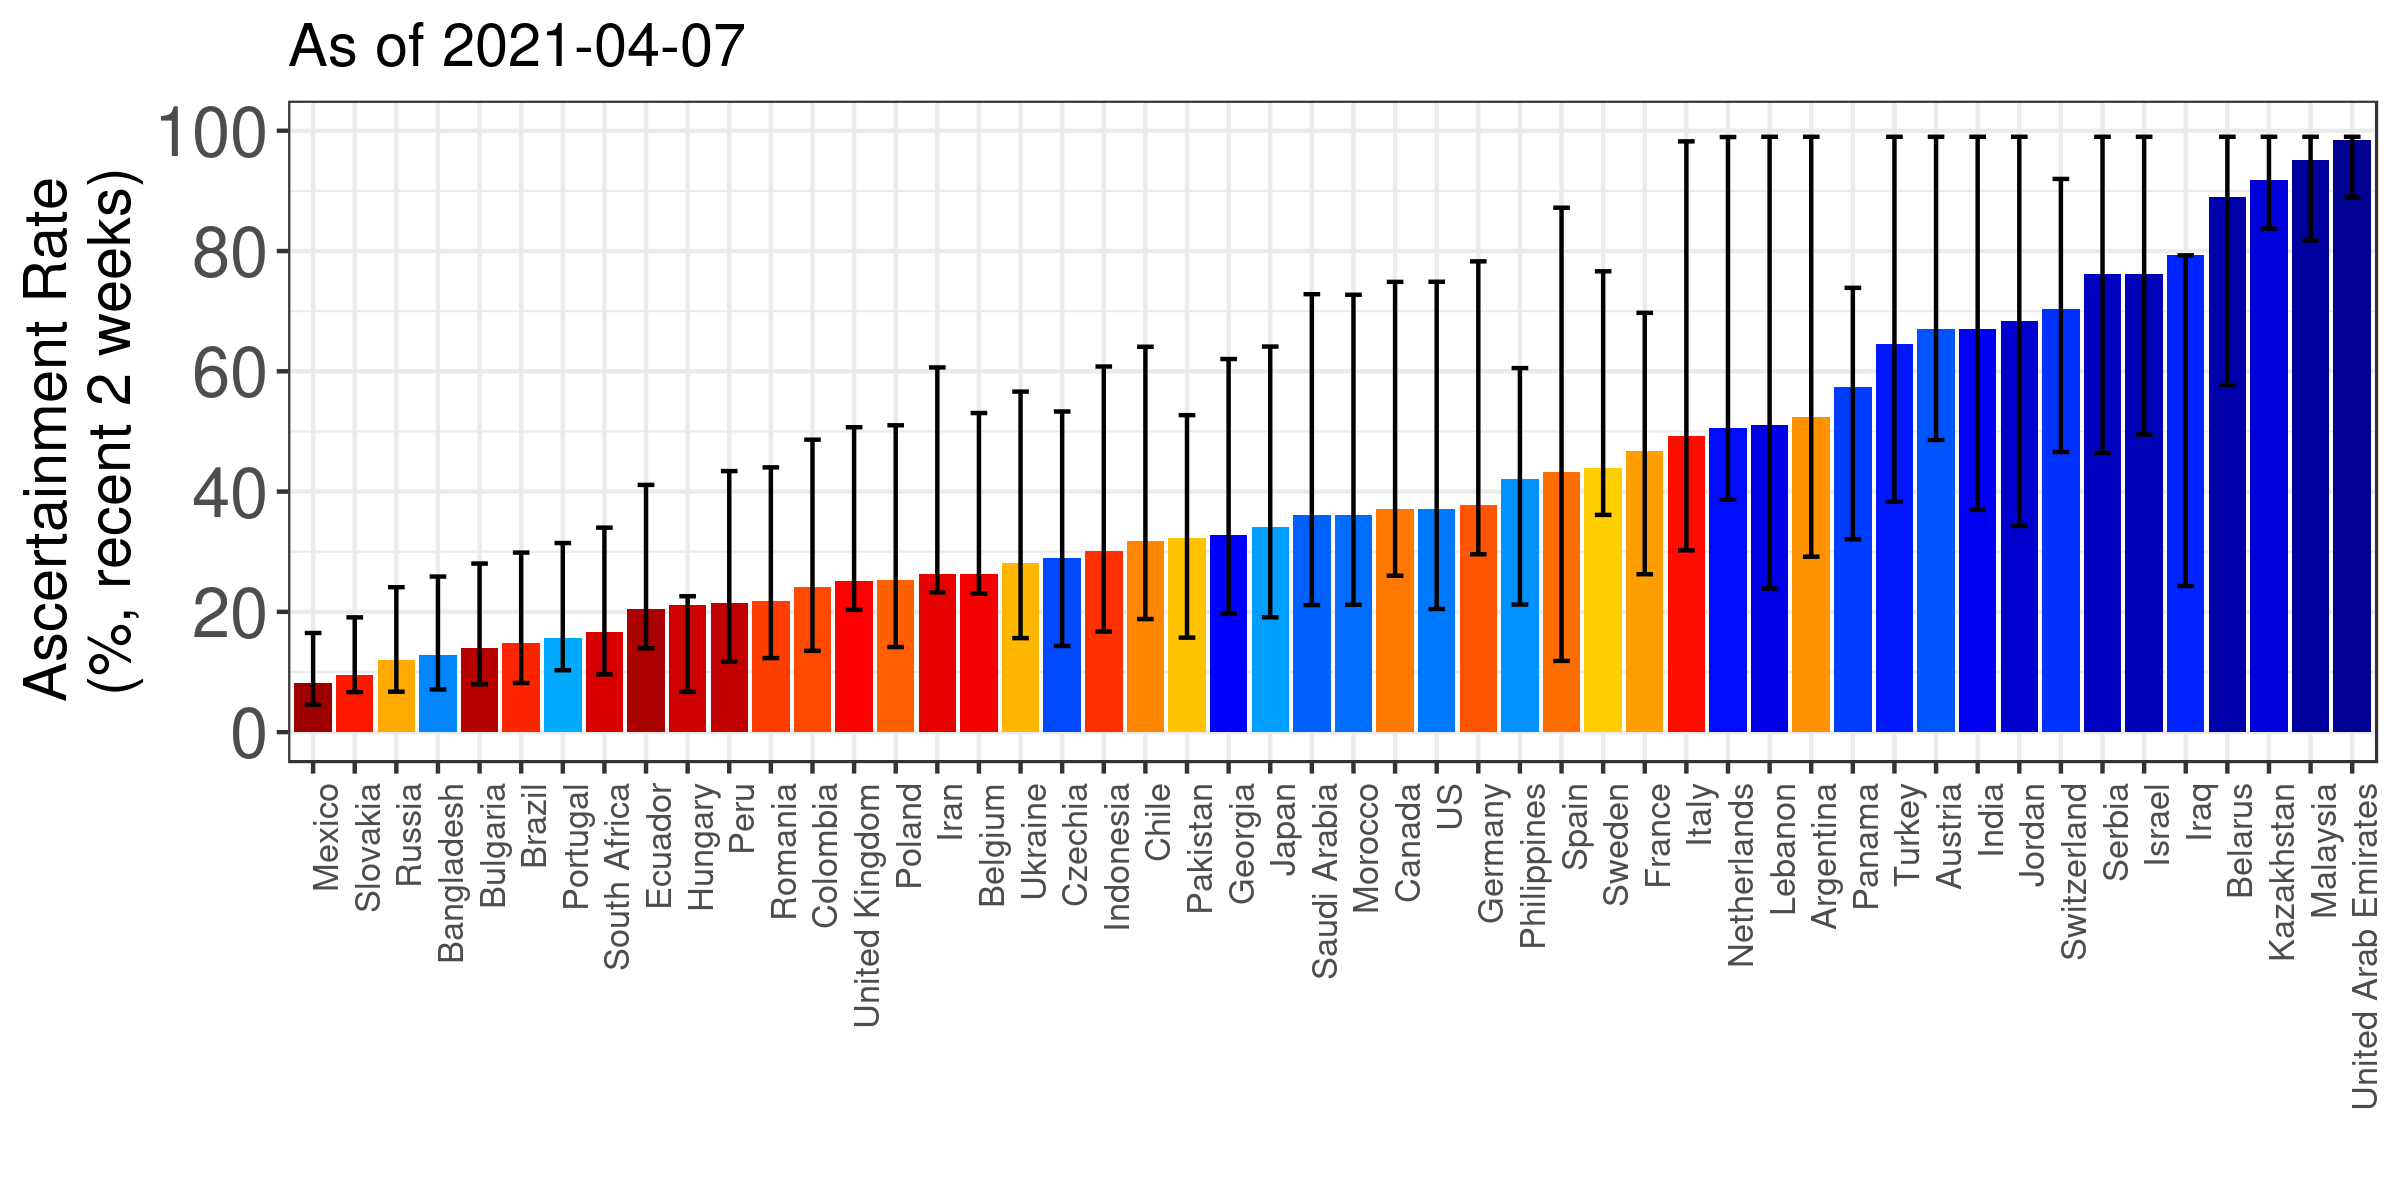 As of 2021-04-07
Ascertainment Rate
(%, recent 2 weeks)
100
80
60
40
20
0
Mexico
Slovakia
Russia
Bangladesh
Bulgaria
Brazil
Portugal
South Africa
Ecuador
Hungary
Peru
Romania
Colombia
United Kingdom
Poland
Iran
Belgium
Ukraine
Czechia
Indonesia
Chile
Pakistan
Georgia
Japan
Saudi Arabia
Morocco
Canada
US
Germany
Philippines
Spain
Sweden
France
Italy
Netherlands
Lebanon
Argentina
Panama
Turkey
Austria
India
Jordan
Switzerland
Serbia
Israel
Iraq
Belarus
Kazakhstan
Malaysia
United Arab Emirates